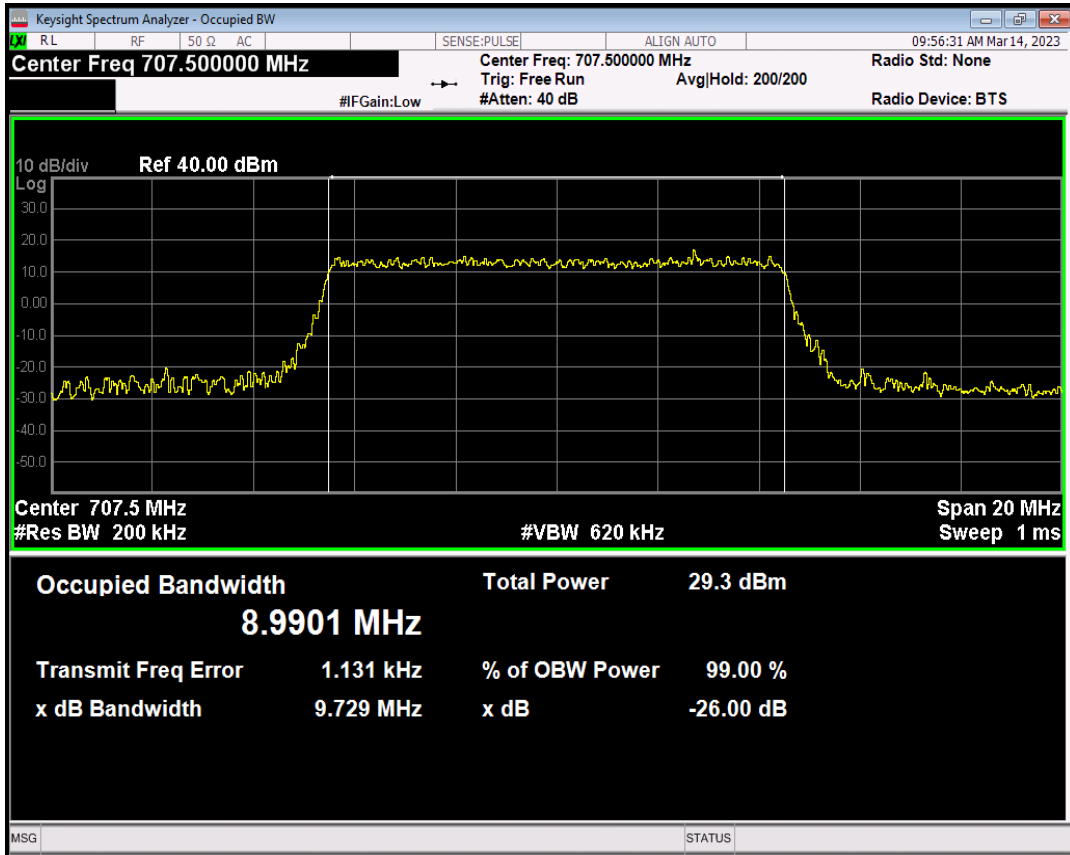 Keysight Spectrum Analyzer - Occupied BW
LXI RL RF 50 Ω AC SENSE:PULSE ALIGN AUTO 09:56:31 AM Mar 14, 2023
Center Freq 707.500000 MHz Center Freq: 707.500000 MHz Radio Std: None
Trig: Free Run Avg|Hold: 200/200
#IFGain:Low #Atten: 40 dB Radio Device: BTS
10 dB/div Ref 40.00 dBm
Log
30.0
20.0
10.0
0.00
-10.0
-20.0
-30.0
-40.0
-50.0
Center 707.5 MHz Span 20 MHz
#Res BW 200 kHz #VBW 620 kHz Sweep 1 ms
Occupied Bandwidth Total Power 29.3 dBm
8.9901 MHz
Transmit Freq Error 1.131 kHz % of OBW Power 99.00 %
x dB Bandwidth 9.729 MHz x dB -26.00 dB
MSG STATUS